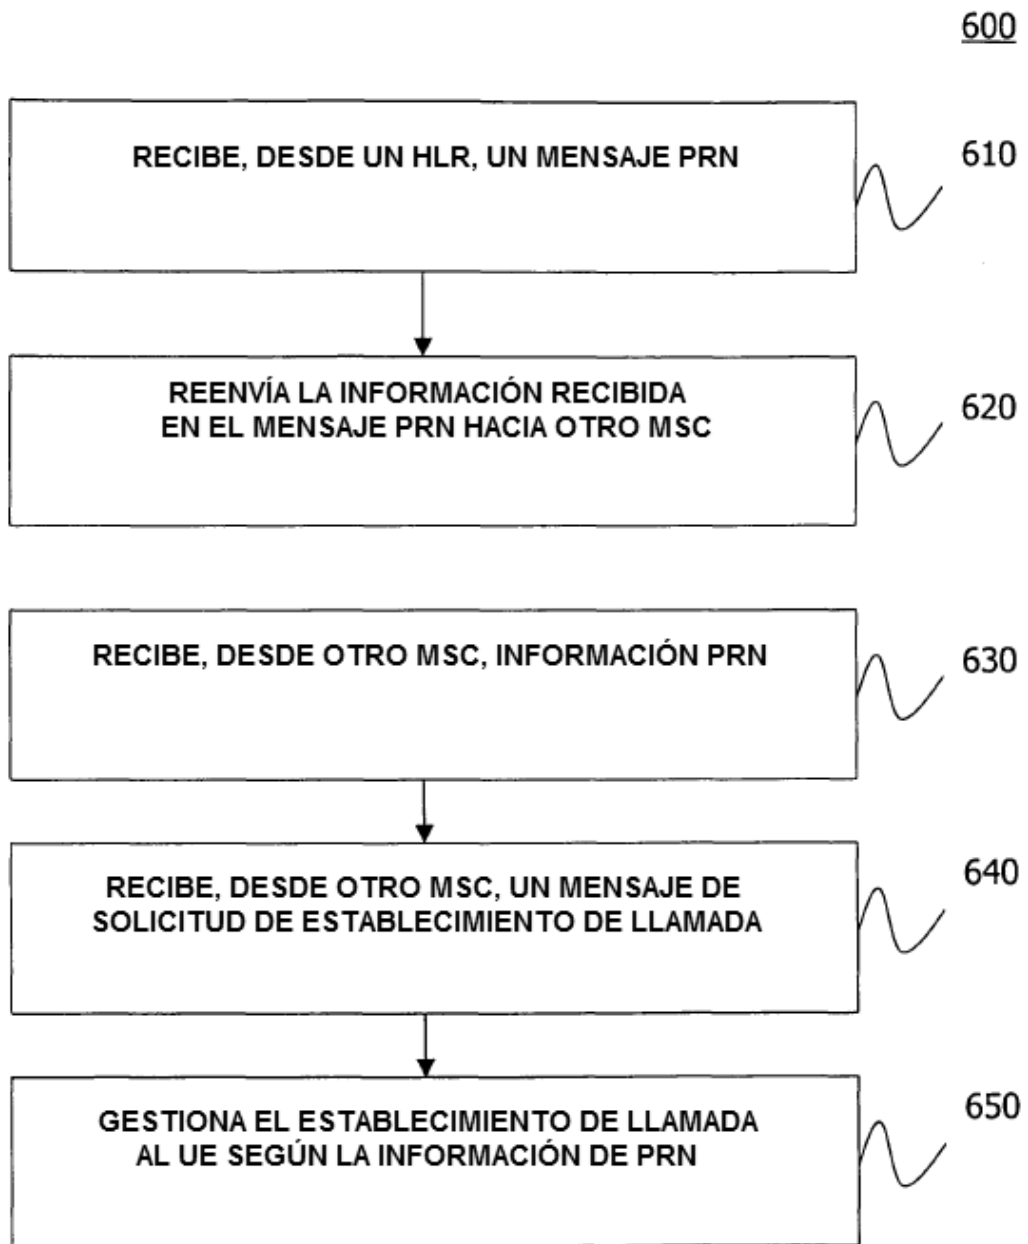 600
RECIBE, DESDE UN HLR, UN MENSAJE PRN
610
REENVÍA LA INFORMACIÓN RECIBIDA
EN EL MENSAJE PRN HACIA OTRO MSC
620
RECIBE, DESDE OTRO MSC, INFORMACIÓN PRN
630
RECIBE, DESDE OTRO MSC, UN MENSAJE DE
SOLICITUD DE ESTABLECIMIENTO DE LLAMADA
640
GESTIONA EL ESTABLECIMIENTO DE LLAMADA
AL UE SEGÚN LA INFORMACIÓN DE PRN
650